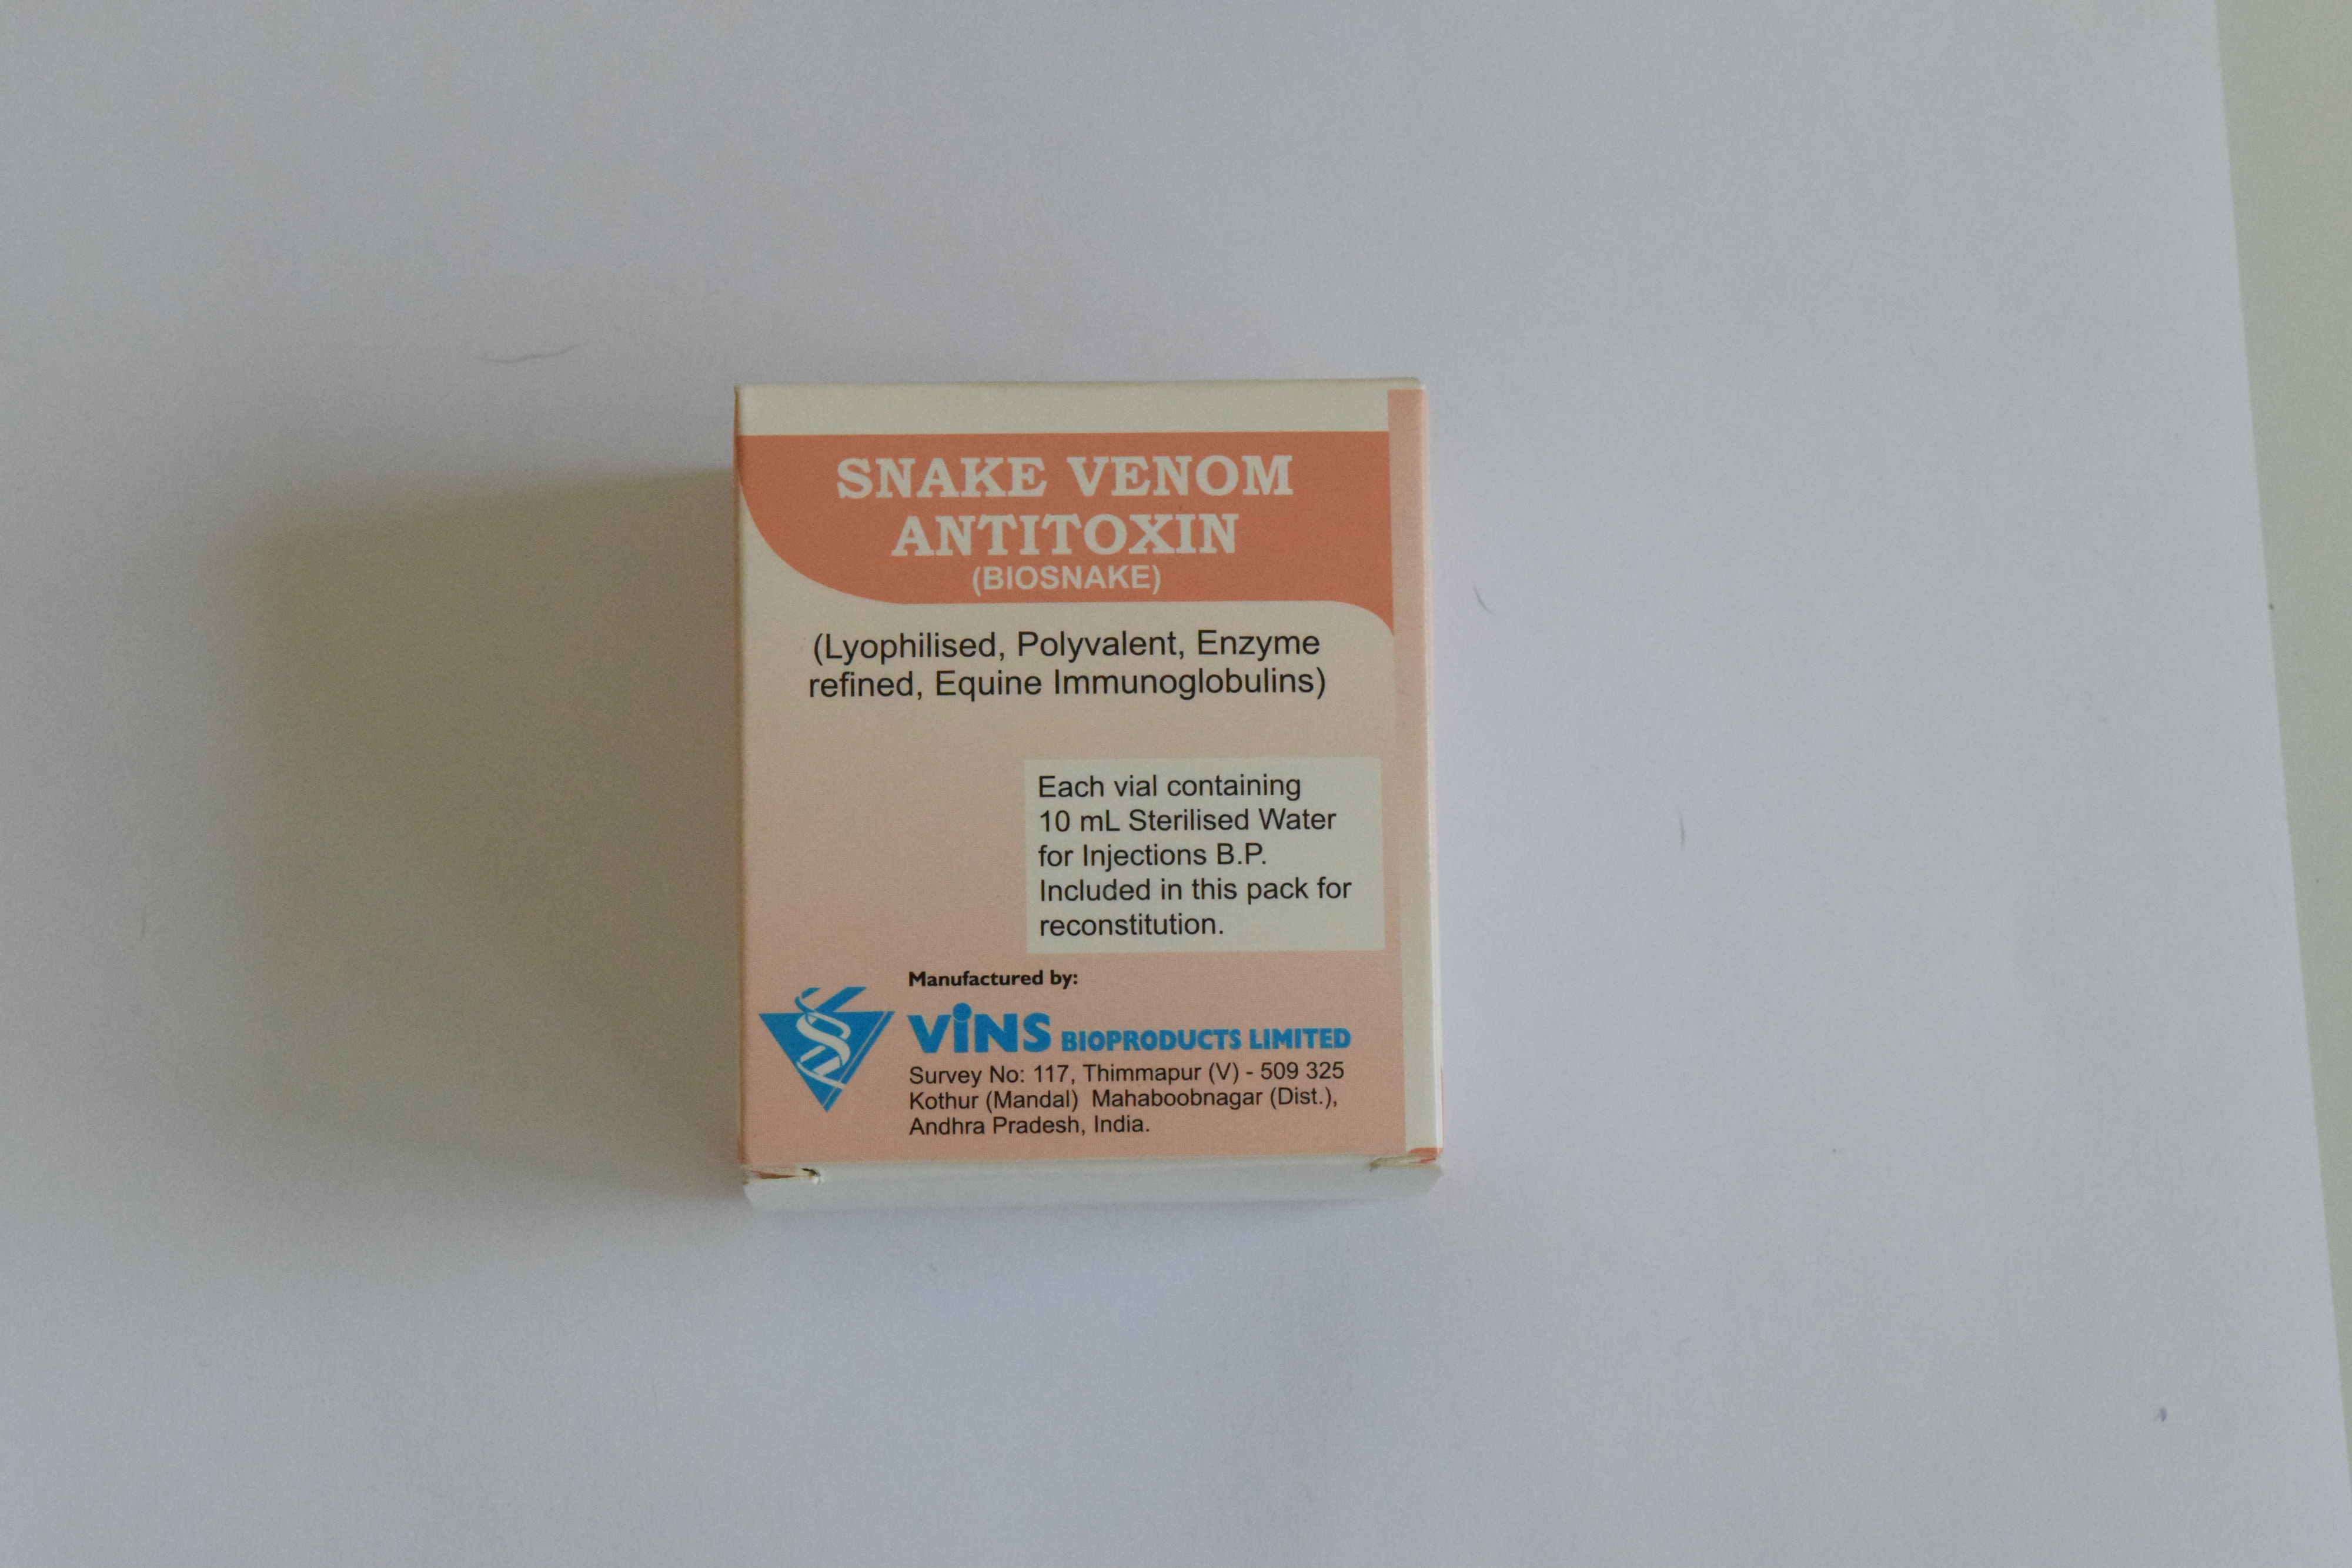 SNAKE VENOM
ANTITOXIN
(BIOSNAKE)
(Lyophilised, Polyvalent, Enzyme
refined, Equine Immunoglobulins)
Each vial containing
10 mL Sterilised Water
for Injections B.P.
Included in this pack for
reconstitution.
Manufactured by:
ViNS BIOPRODUCTS LIMITED
Survey No: 117, Thimmapur (V) - 509 325
Kothur (Mandal) Mahaboobnagar (Dist.),
Andhra Pradesh, India.